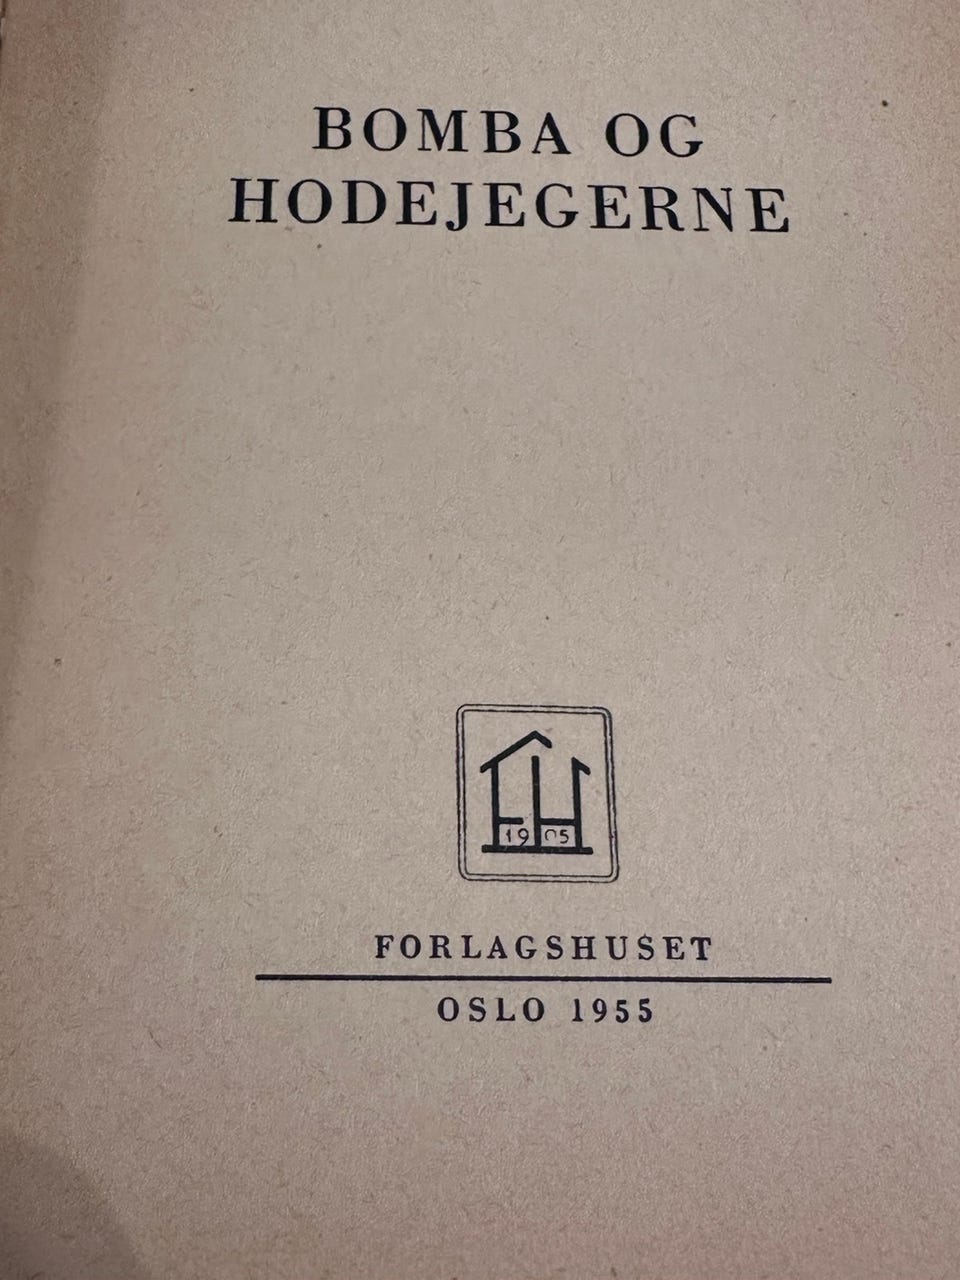 BOMBA OG
HODEJEGERNE
1905
FORLAGSHUSET
OSLO 1955